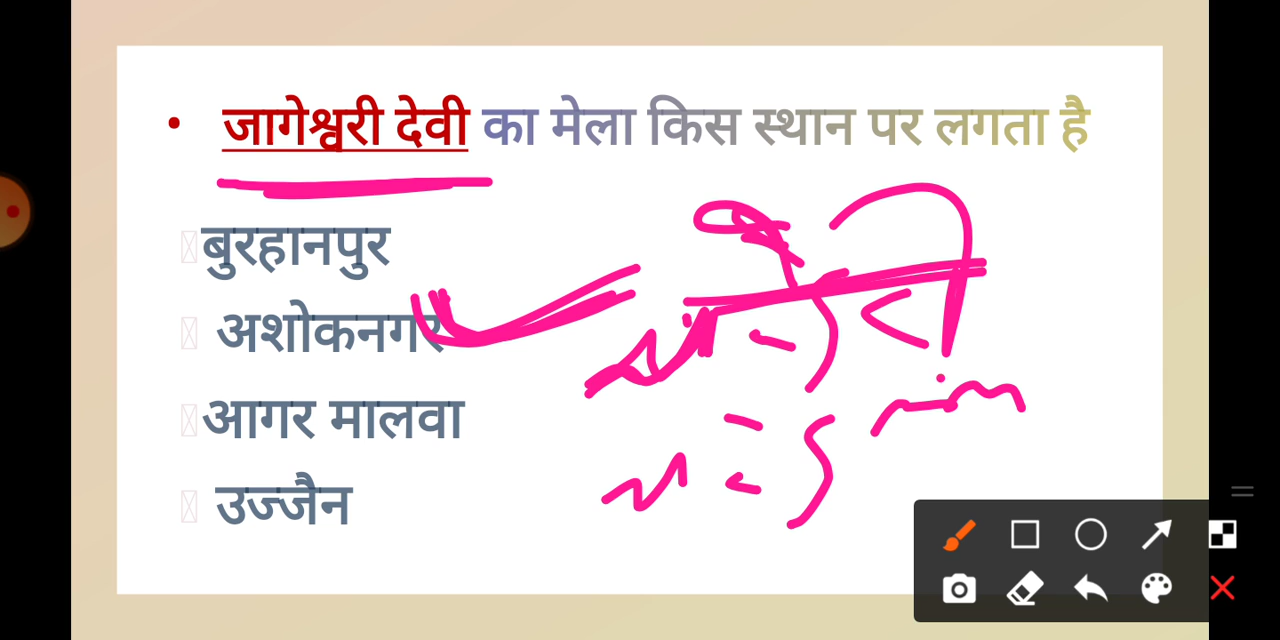 • जागेश्वरी देवी का मेला किस स्थान पर लगता है
बुरहानपुर
अशोकनगर
आगर मालवा
उज्जैन